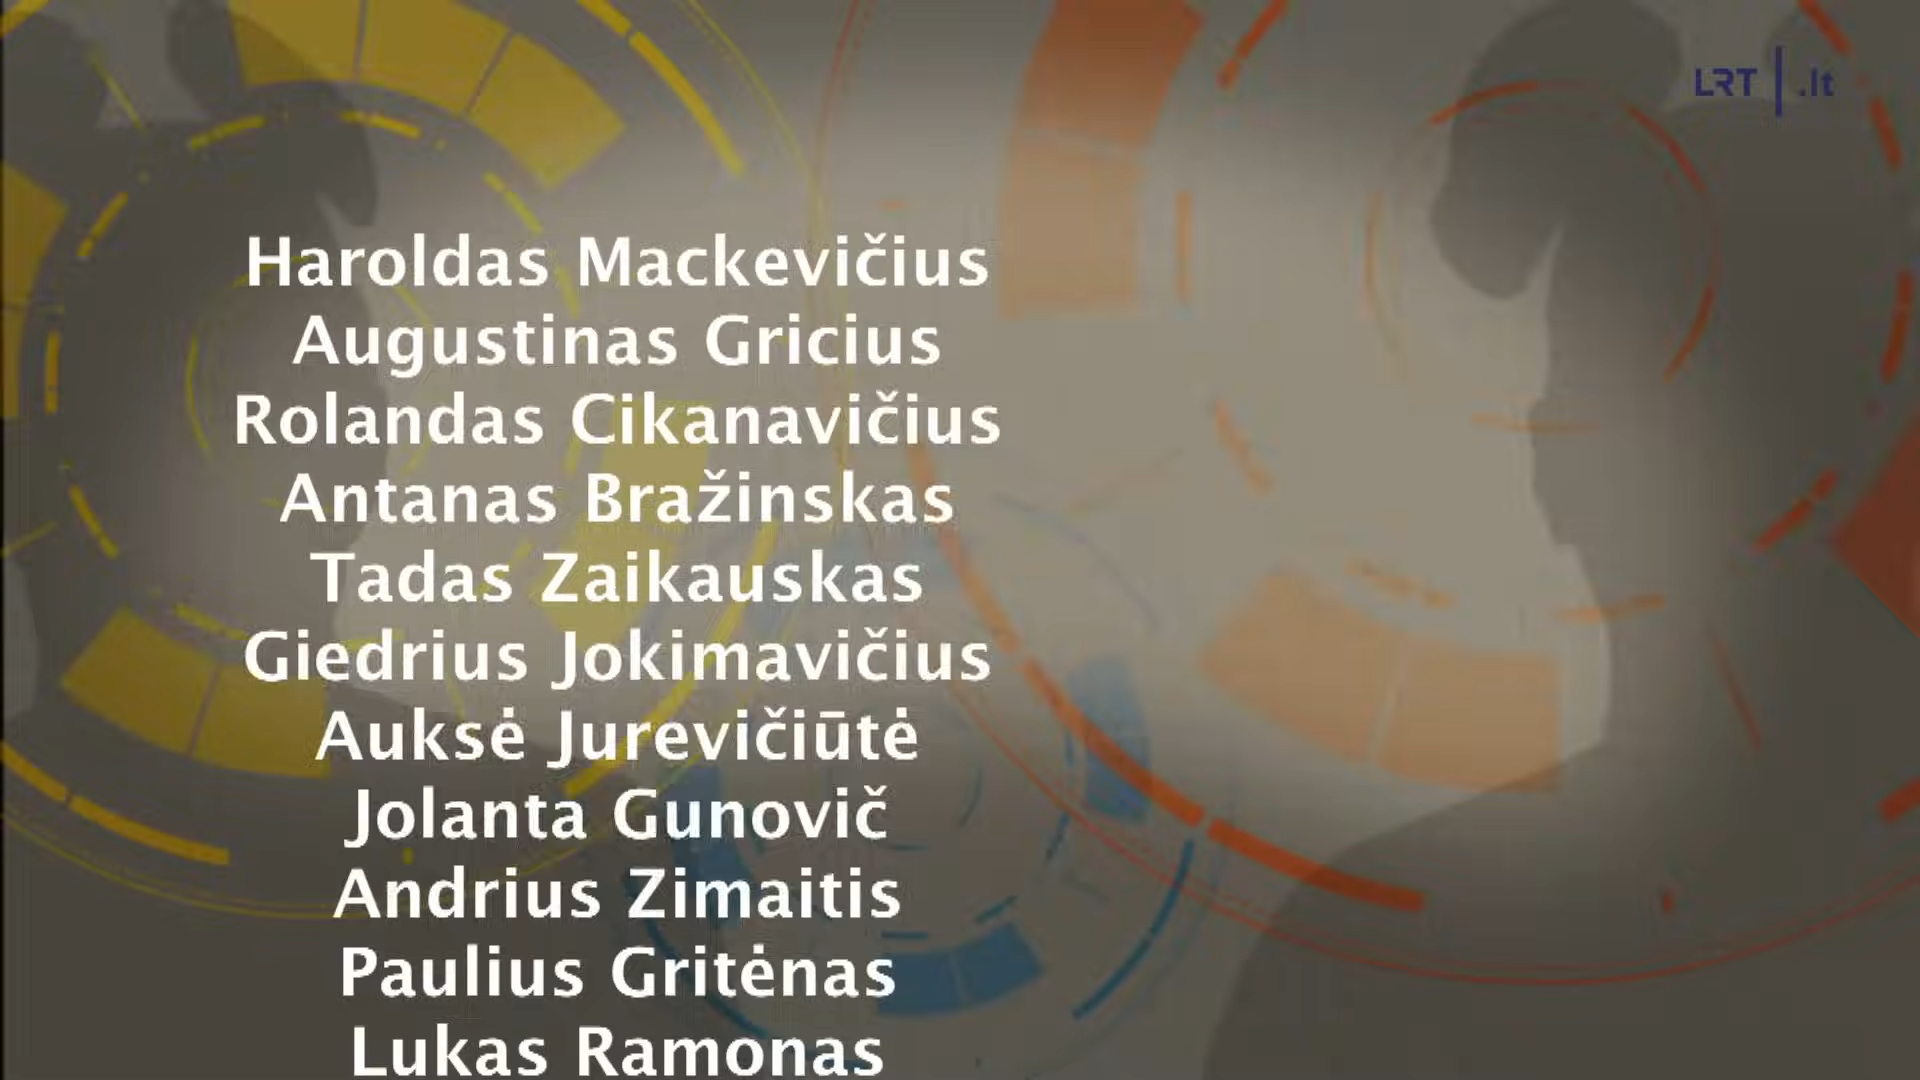 LRT | .lt
Haroldas Mackevičius
Augustinas Gricius
Rolandas Cikanavičius
Antanas Bražinskas
Tadas Zaikauskas
Giedrius Jokimavičius
Auksė Jurevičiūtė
Jolanta Gunovič
Andrius Zimaitis
Paulius Gritėnas
Lukas Ramonas